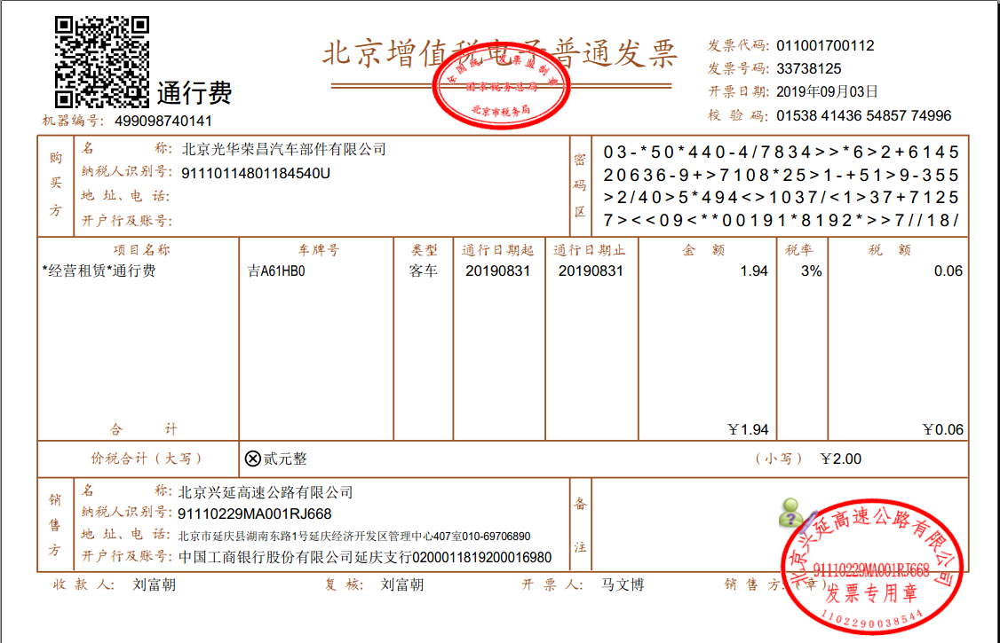 北京增值税电子普通发票
通行费
机器编号: 499098740141
发票代码: 011001700112
发票号码: 33738125
开票日期: 2019年09月03日
校验码: 01538 41436 54857 74996
全国统一发票监制章
国家税务总局
北京市税务局
购买方
名称: 北京光华荣昌汽车部件有限公司
纳税人识别号: 91110114801184540U
地址、电话:
开户行及账号:
密码区
03-*50*440-4/7834>>*6>2+6145
20636-9+>7108*25>1-+51>9-355
>2/40>5*494<>1037/<1>37+7125
7><<09<**00191*8192*>>7//18/
项目名称 车牌号 类型 通行日期起 通行日期止 金额 税率 税额
*经营租赁*通行费 吉A61HB0 客车 20190831 20190831 1.94 3% 0.06
合计 ￥1.94 ￥0.06
价税合计（大写） ⊗贰元整 （小写） ￥2.00
销售方
名称: 北京兴延高速公路有限公司
纳税人识别号: 91110229MA001RJ668
地址、电话: 北京市延庆县湖南东路1号延庆经济开发区管理中心407室010-69706890
开户行及账号: 中国工商银行股份有限公司延庆支行0200011819200016980
备注
收款人: 刘富朝 复核: 刘富朝 开票人: 马文博 销售方:（章）
北京兴延高速公路有限公司
91110229MA001RJ668
发票专用章
1102290038544